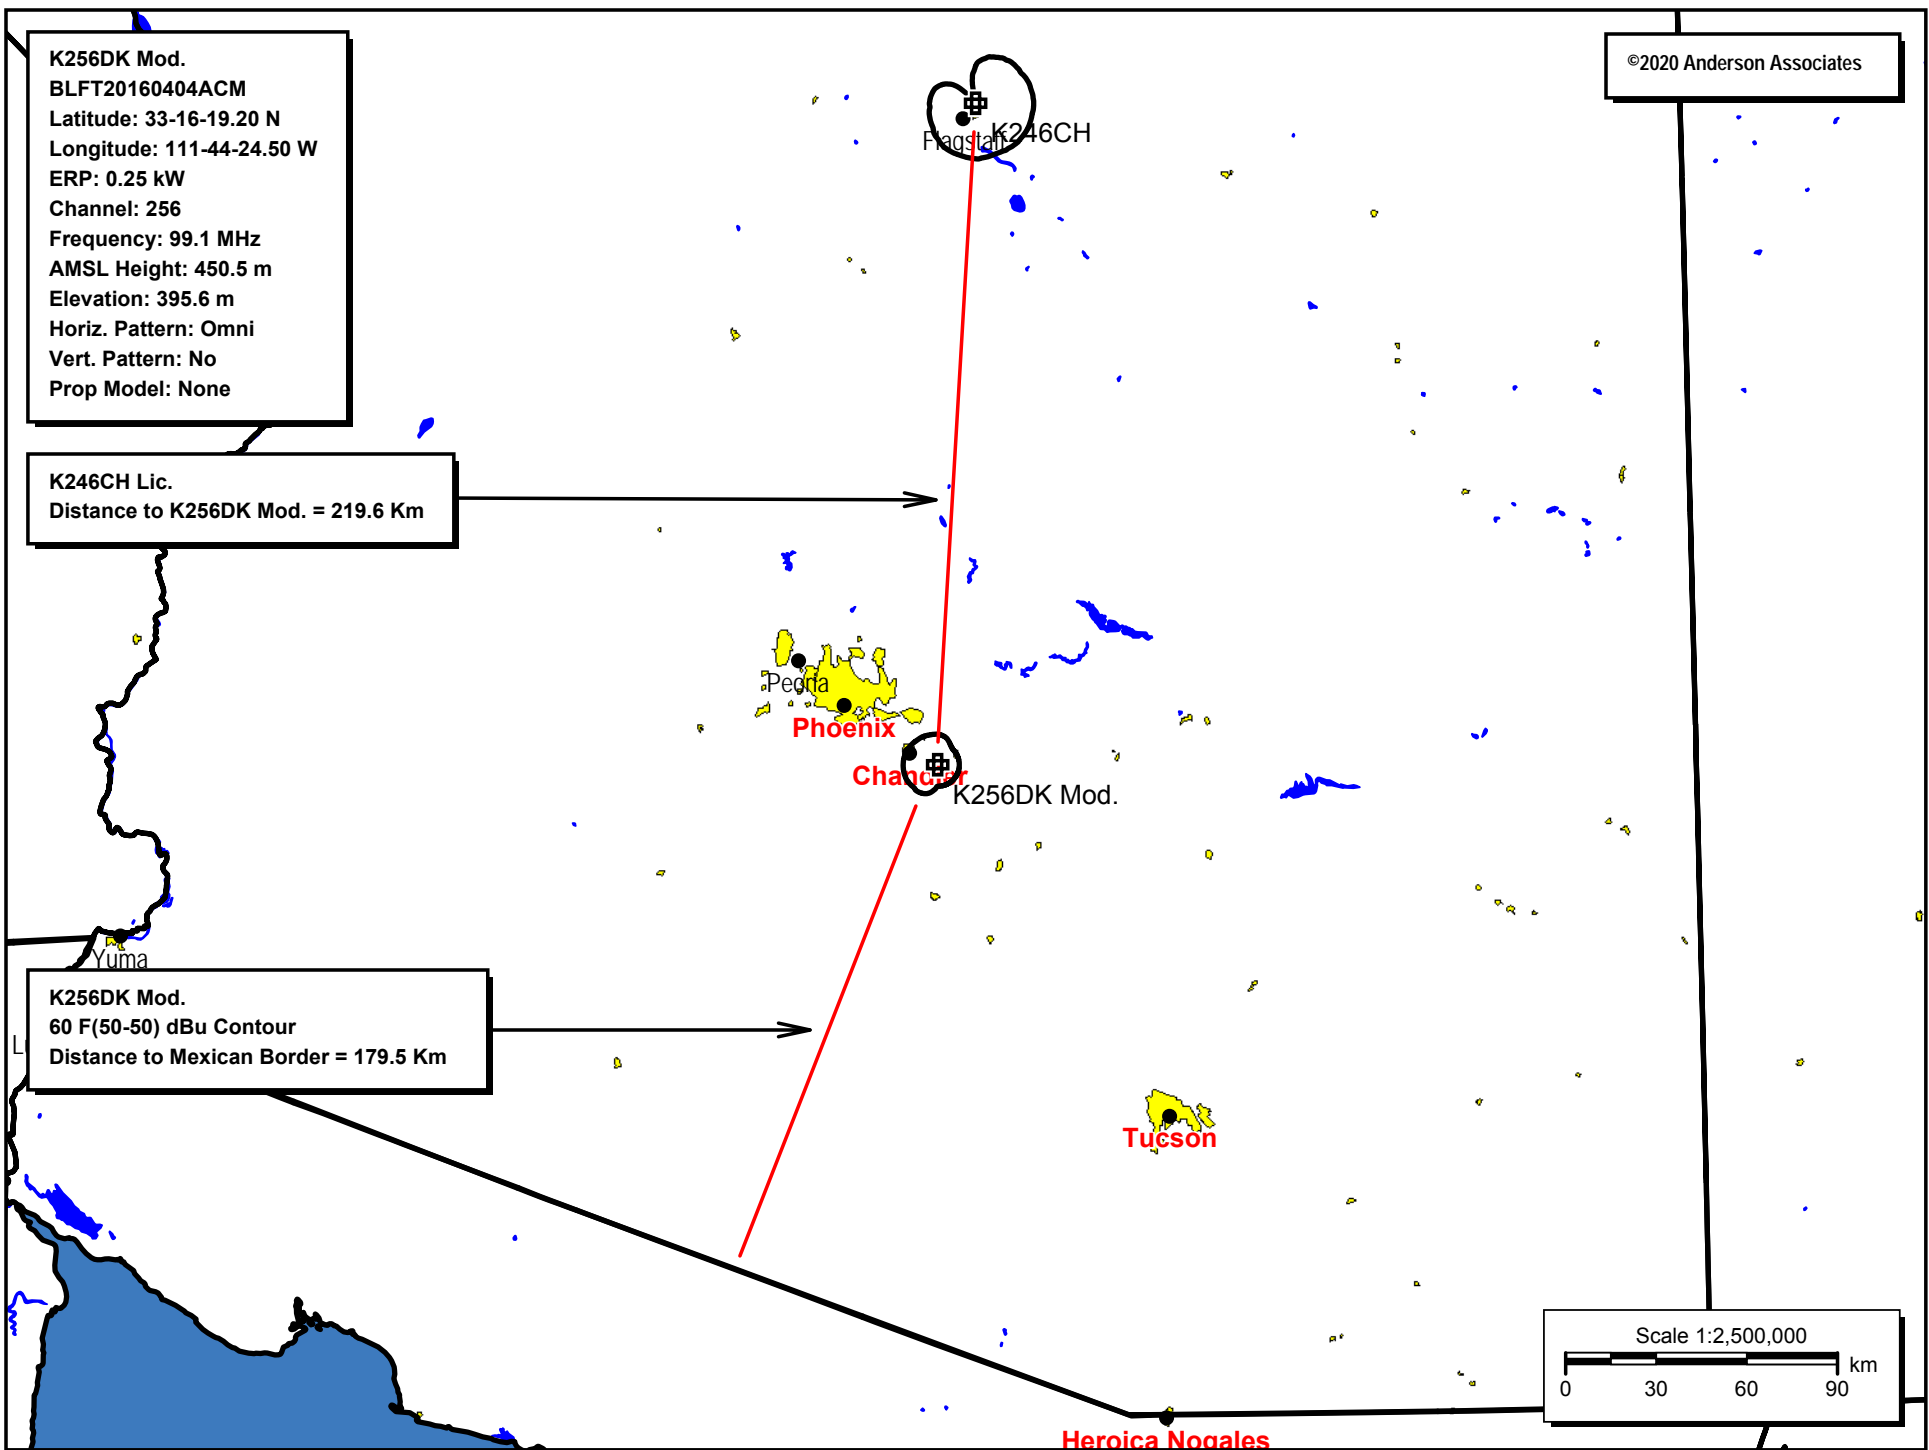 K256DK Mod.
BLFT20160404ACM
Latitude: 33-16-19.20 N
Longitude: 111-44-24.50 W
ERP: 0.25 kW
Channel: 256
Frequency: 99.1 MHz
AMSL Height: 450.5 m
Elevation: 395.6 m
Horiz. Pattern: Omni
Vert. Pattern: No
Prop Model: None
©2020 Anderson Associates
K246CH
Flagstaff
K246CH Lic.
Distance to K256DK Mod. = 219.6 Km
Peoria
Phoenix
Chandler
K256DK Mod.
Yuma
K256DK Mod.
60 F(50-50) dBu Contour
Distance to Mexican Border = 179.5 Km
Tucson
Scale 1:2,500,000
km
0 30 60 90
Heroica Nogales